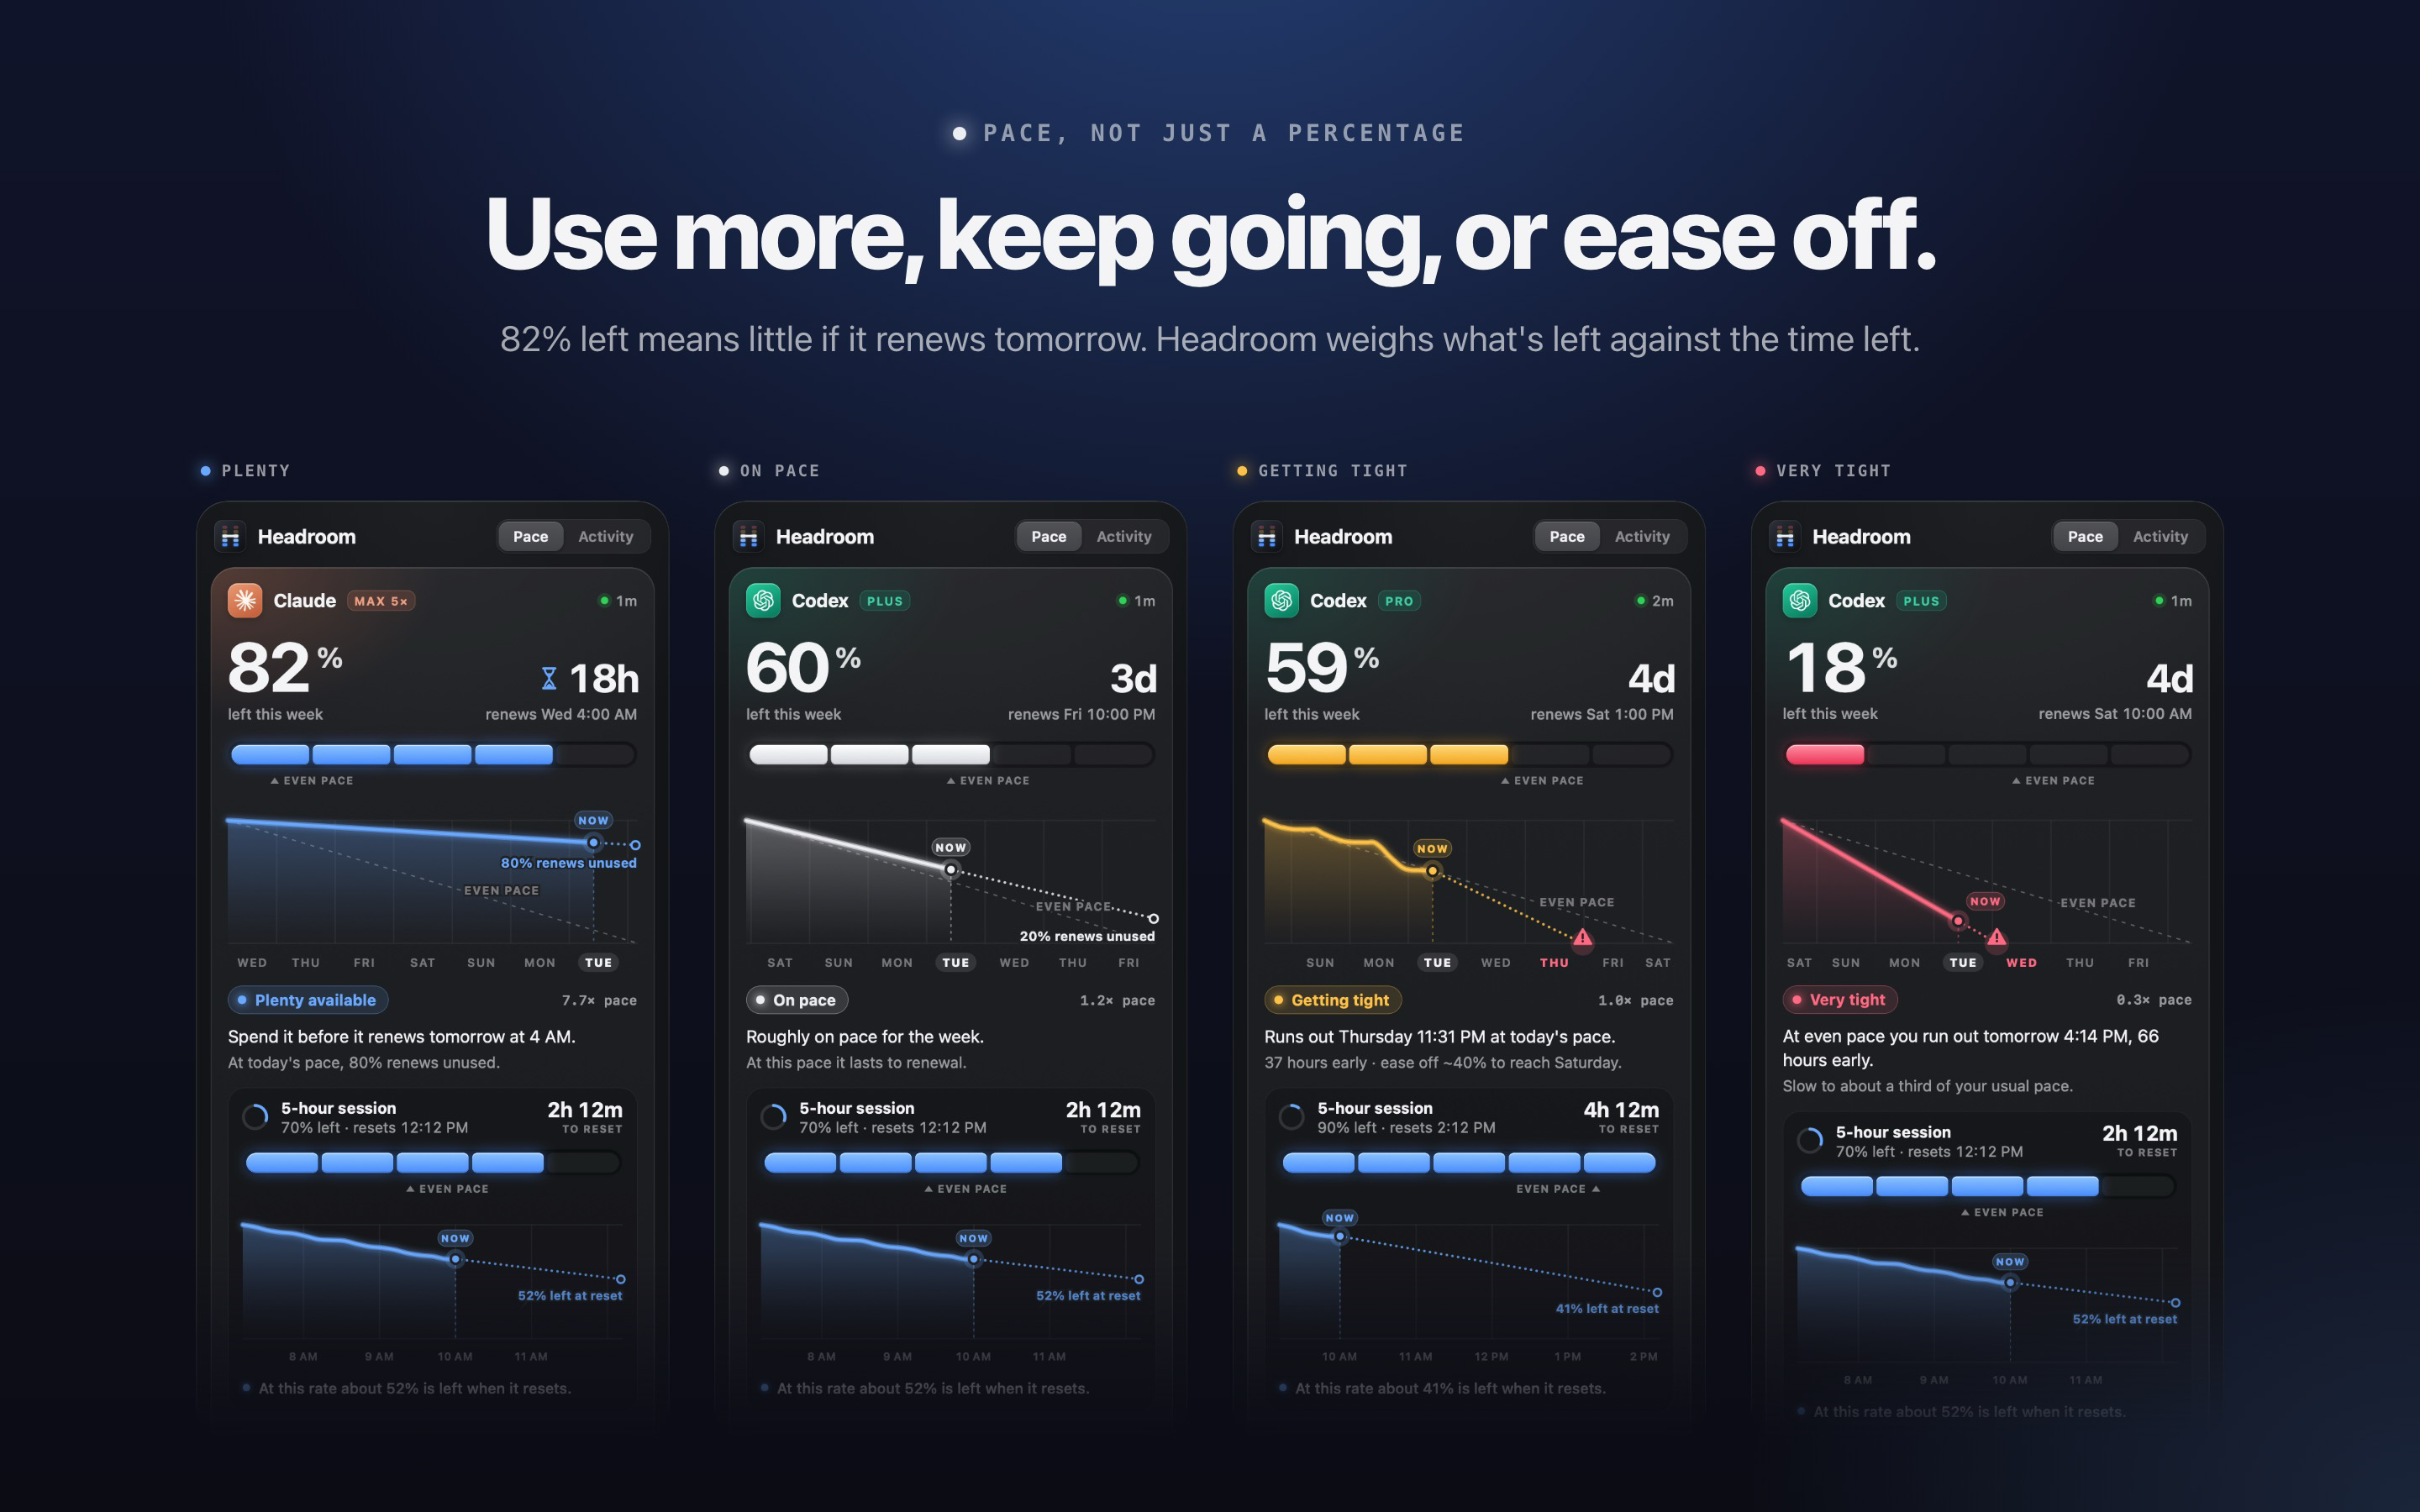 PACE, NOT JUST A PERCENTAGE
Use more, keep going, or ease off.
82% left means little if it renews tomorrow. Headroom weighs what's left against the time left.
PLENTY
Headroom
Pace
Activity
Claude
MAX 5×
1m
82%
18h
left this week
renews Wed 4:00 AM
EVEN PACE
NOW
80% renews unused
EVEN PACE
WED THU FRI SAT SUN MON TUE
Plenty available
7.7× pace
Spend it before it renews tomorrow at 4 AM.
At today's pace, 80% renews unused.
5-hour session
2h 12m
70% left · resets 12:12 PM
TO RESET
EVEN PACE
NOW
52% left at reset
8 AM 9 AM 10 AM 11 AM
At this rate about 52% is left when it resets.
ON PACE
Headroom
Pace
Activity
Codex
PLUS
1m
60%
3d
left this week
renews Fri 10:00 PM
EVEN PACE
NOW
EVEN PACE
20% renews unused
SAT SUN MON TUE WED THU FRI
On pace
1.2× pace
Roughly on pace for the week.
At this pace it lasts to renewal.
5-hour session
2h 12m
70% left · resets 12:12 PM
TO RESET
EVEN PACE
NOW
52% left at reset
8 AM 9 AM 10 AM 11 AM
At this rate about 52% is left when it resets.
GETTING TIGHT
Headroom
Pace
Activity
Codex
PRO
2m
59%
4d
left this week
renews Sat 1:00 PM
EVEN PACE
NOW
EVEN PACE
SUN MON TUE WED THU FRI SAT
Getting tight
1.0× pace
Runs out Thursday 11:31 PM at today's pace.
37 hours early · ease off ~40% to reach Saturday.
5-hour session
4h 12m
90% left · resets 2:12 PM
TO RESET
EVEN PACE
NOW
41% left at reset
10 AM 11 AM 12 PM 1 PM 2 PM
At this rate about 41% is left when it resets.
VERY TIGHT
Headroom
Pace
Activity
Codex
PLUS
1m
18%
4d
left this week
renews Sat 10:00 AM
EVEN PACE
NOW
EVEN PACE
SAT SUN MON TUE WED THU FRI
Very tight
0.3× pace
At even pace you run out tomorrow 4:14 PM, 66
hours early.
Slow to about a third of your usual pace.
5-hour session
2h 12m
70% left · resets 12:12 PM
TO RESET
EVEN PACE
NOW
52% left at reset
8 AM 9 AM 10 AM 11 AM
At this rate about 52% is left when it resets.